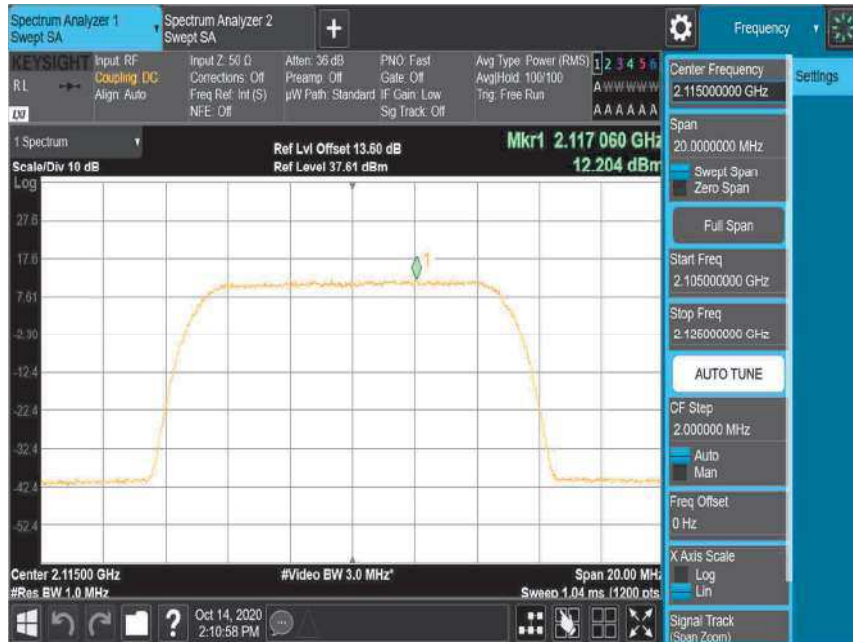 Spectrum Analyzer 1
Swept SA
Spectrum Analyzer 2
Swept SA
+
Frequency
KEYSIGHT
RL
LXI
Input: RF
Coupling: DC
Align: Auto
Input Z: 50 Ω
Corrections: Off
Freq Ref: Int (S)
NFE: Off
Atten: 36 dB
Preamp: Off
µW Path: Standard
PNO: Fast
Gate: Off
IF Gain: Low
Sig Track: Off
Avg Type: Power (RMS)
Avg|Hold: 100/100
Trig: Free Run
1 2 3 4 5 6
A W W W W W
A A A A A A
1 Spectrum
Scale/Div 10 dB
Ref Lvl Offset 13.60 dB
Ref Level 37.61 dBm
Mkr1 2.117 060 GHz
12.204 dBm
Log
27.6
17.6
7.61
-2.30
-12.4
-22.4
-32.4
-42.4
-52.4
1
Center 2.11500 GHz
#Res BW 1.0 MHz
#Video BW 3.0 MHz*
Span 20.00 MHz
Sweep 1.04 ms (1200 pts
Center Frequency
2.115000000 GHz
Settings
Span
20.0000000 MHz
Swept Span
Zero Span
Full Span
Start Freq
2.105000000 GHz
Stop Freq
2.125000000 GHz
AUTO TUNE
CF Step
2.000000 MHz
Auto
Man
Freq Offset
0 Hz
X Axis Scale
Log
Lin
Signal Track
(Span Zoom)
?
Oct 14, 2020
2:10:58 PM